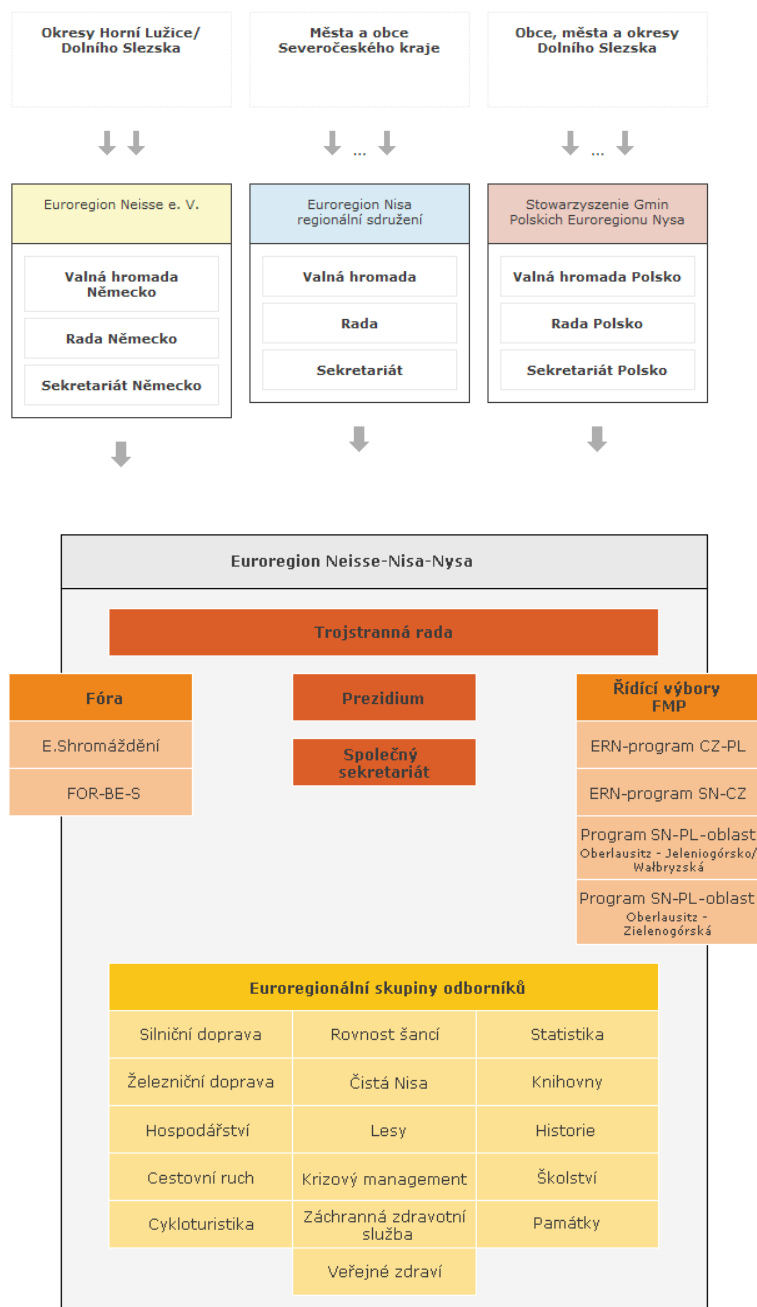 Okresy Horní Lužice/
Dolního Slezska
Města a obce
Severočeského kraje
Obce, města a okresy
Dolního Slezska
...
...
Euroregion Neisse e. V.
Euroregion Nisa
regionální sdružení
Stowarzyszenie Gmin
Polskich Euroregionu Nysa
Valná hromada
Německo
Rada Německo
Sekretariát Německo
Valná hromada
Rada
Sekretariát
Valná hromada Polsko
Rada Polsko
Sekretariát Polsko
Euroregion Neisse-Nisa-Nysa
Trojstranná rada
Fóra
E.Shromáždění
FOR-BE-S
Prezidium
Společný
sekretariát
Řídící výbory
FMP
ERN-program CZ-PL
ERN-program SN-CZ
Program SN-PL-oblast
Oberlausitz - Jeleniogórsko/
Wałbryzská
Program SN-PL-oblast
Oberlausitz -
Zielenogórská
Euroregionální skupiny odborníků
Silniční doprava
Rovnost šancí
Statistika
Železniční doprava
Čistá Nisa
Knihovny
Hospodářství
Lesy
Historie
Cestovní ruch
Krizový management
Školství
Cykloturistika
Záchranná zdravotní
služba
Památky
Veřejné zdraví